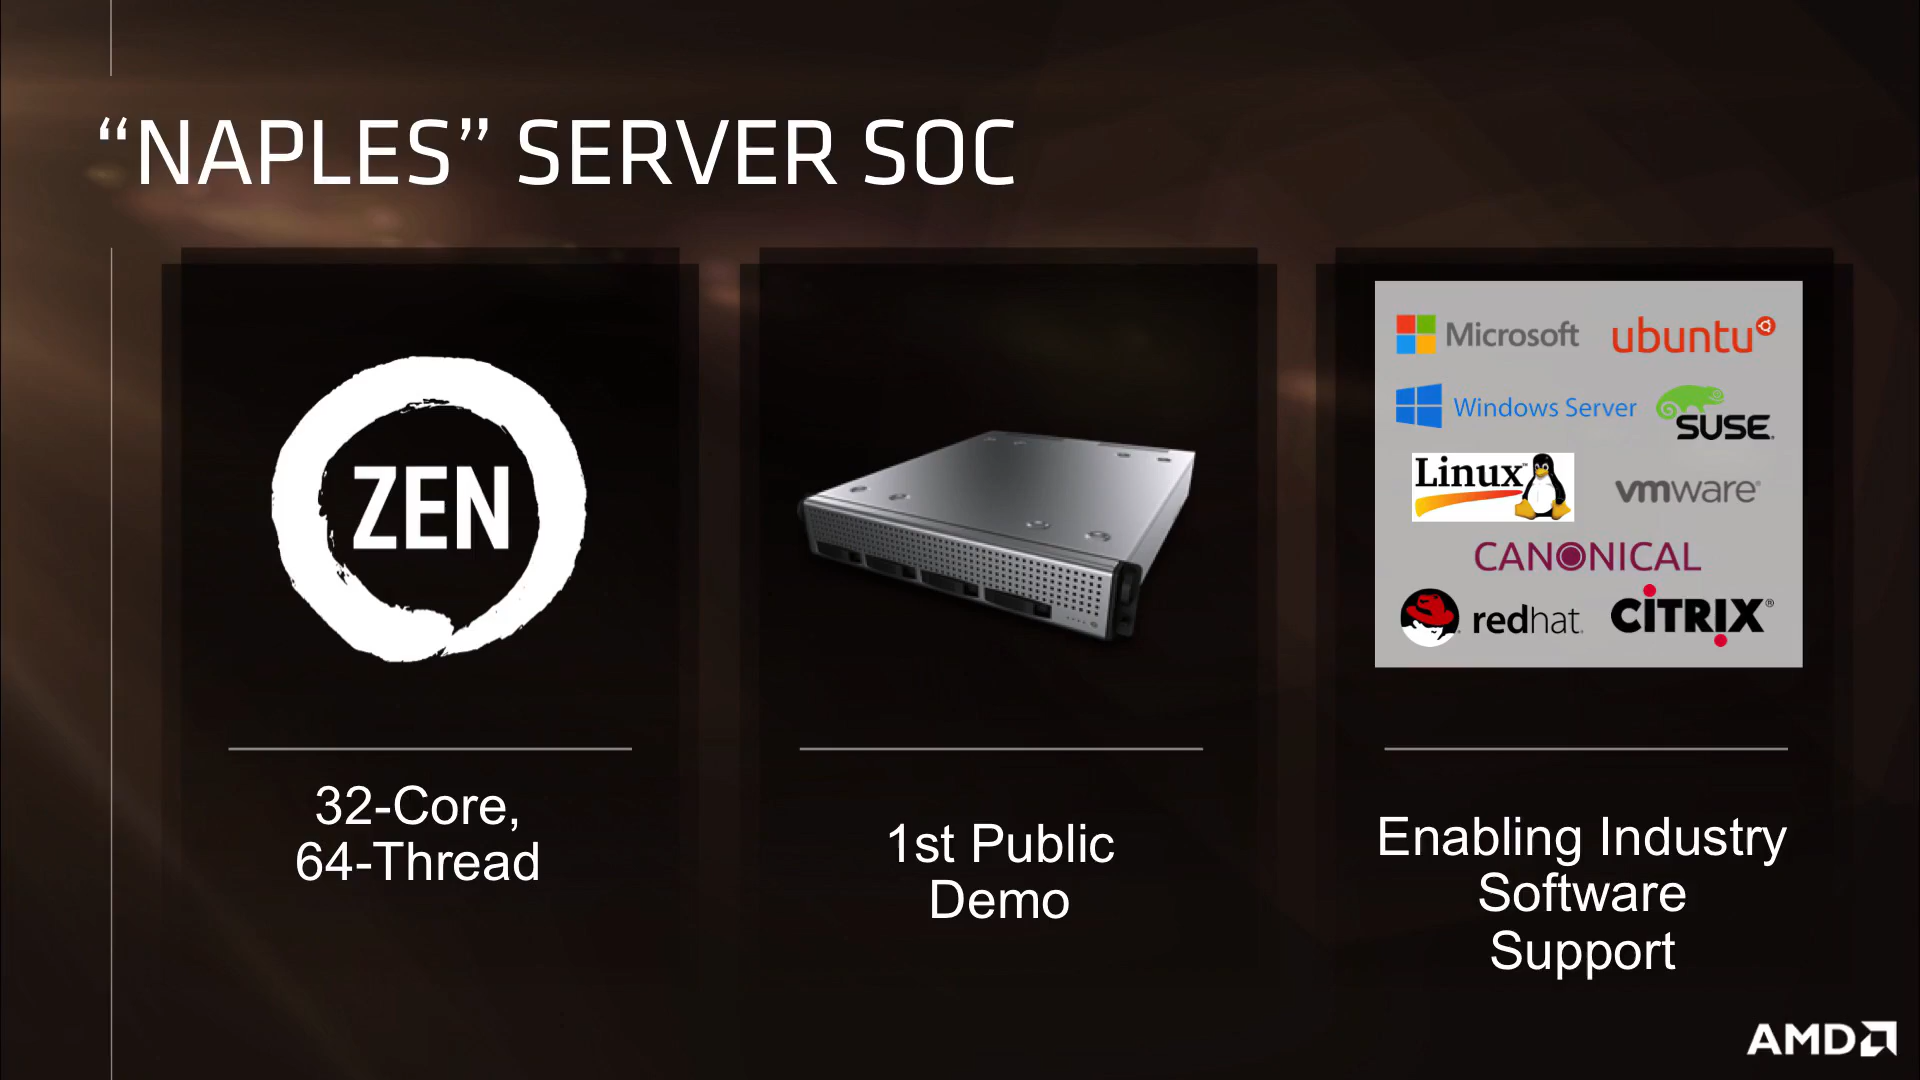 “NAPLES” SERVER SOC
ZEN
32-Core,
64-Thread
1st Public
Demo
Microsoft
ubuntu
Windows Server
SUSE
Linux
vmware
CANONICAL
redhat
CITRIX
Enabling Industry
Software
Support
AMD